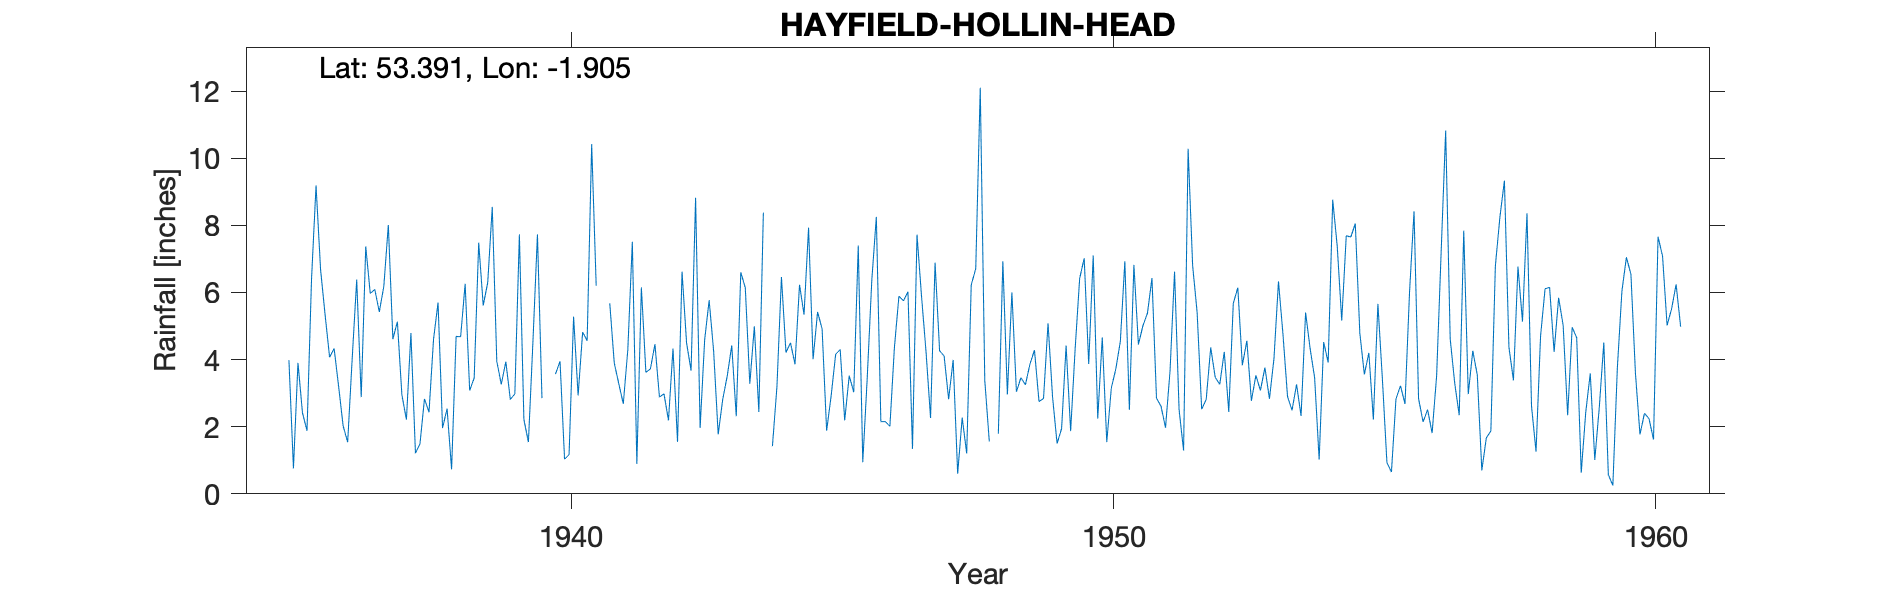 HAYFIELD-HOLLIN-HEAD
Lat: 53.391, Lon: -1.905
12
10
8
6
4
2
0
Rainfall [inches]
1940
1950
1960
Year